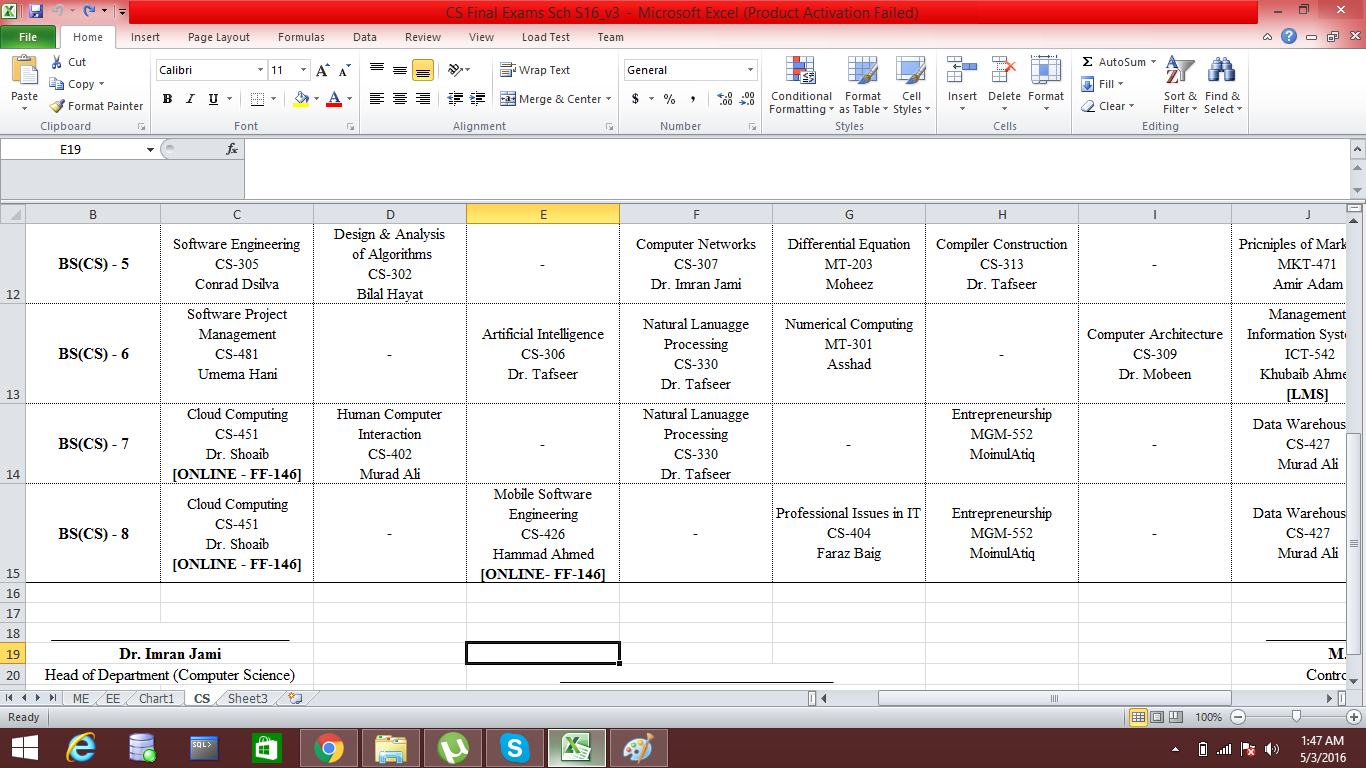 CS Final Exams Sch S16_v3 - Microsoft Excel (Product Activation Failed)
File Home Insert Page Layout Formulas Data Review View Load Test Team
Paste
Cut
Copy
Format Painter
Clipboard
Calibri 11
B I U
Font
Wrap Text
Merge & Center
Alignment
General
$ % ,
Number
Conditional Formatting
Format as Table
Cell Styles
Styles
Insert Delete Format
Cells
AutoSum
Fill
Clear
Sort & Filter
Find & Select
Editing
E19
fx
B C D E F G H I J
12
BS(CS) - 5
Software Engineering
CS-305
Conrad Dsilva
Design & Analysis
of Algorithms
CS-302
Bilal Hayat
-
Computer Networks
CS-307
Dr. Imran Jami
Differential Equation
MT-203
Moheez
Compiler Construction
CS-313
Dr. Tafseer
-
Pricniples of Mark
MKT-471
Amir Adam
13
BS(CS) - 6
Software Project
Management
CS-481
Umema Hani
-
Artificial Intelligence
CS-306
Dr. Tafseer
Natural Lanuagge
Processing
CS-330
Dr. Tafseer
Numerical Computing
MT-301
Asshad
-
Computer Architecture
CS-309
Dr. Mobeen
Management
Information Syst
ICT-542
Khubaib Ahme
[LMS]
14
BS(CS) - 7
Cloud Computing
CS-451
Dr. Shoaib
[ONLINE - FF-146]
Human Computer
Interaction
CS-402
Murad Ali
-
Natural Lanuagge
Processing
CS-330
Dr. Tafseer
-
Entrepreneurship
MGM-552
MoinulAtiq
-
Data Warehous
CS-427
Murad Ali
15
BS(CS) - 8
Cloud Computing
CS-451
Dr. Shoaib
[ONLINE - FF-146]
-
Mobile Software
Engineering
CS-426
Hammad Ahmed
[ONLINE- FF-146]
-
Professional Issues in IT
CS-404
Faraz Baig
Entrepreneurship
MGM-552
MoinulAtiq
-
Data Warehous
CS-427
Murad Ali
16
17
18
19
Dr. Imran Jami
M.
20
Head of Department (Computer Science)
Contro
ME EE Chart1 CS Sheet3
Ready
100%
SQL>
1:47 AM
5/3/2016